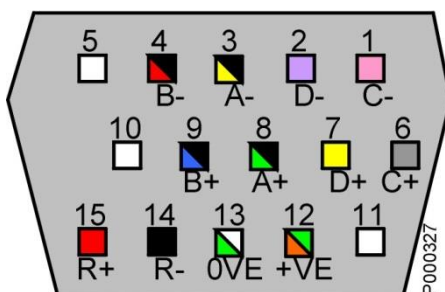 5 4 3 2 1
B- A- D- C-
10 9 8 7 6
B+ A+ D+ C+
15 14 13 12 11
R+ R- 0VE +VE
P000327